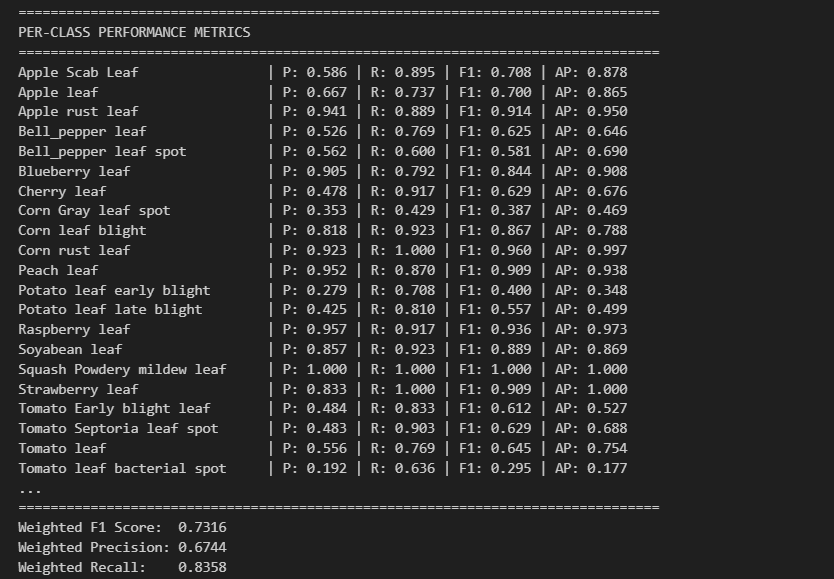 ================================================================================
PER-CLASS PERFORMANCE METRICS
================================================================================
Apple Scab Leaf                | P: 0.586 | R: 0.895 | F1: 0.708 | AP: 0.878
Apple leaf                     | P: 0.667 | R: 0.737 | F1: 0.700 | AP: 0.865
Apple rust leaf                | P: 0.941 | R: 0.889 | F1: 0.914 | AP: 0.950
Bell_pepper leaf               | P: 0.526 | R: 0.769 | F1: 0.625 | AP: 0.646
Bell_pepper leaf spot          | P: 0.562 | R: 0.600 | F1: 0.581 | AP: 0.690
Blueberry leaf                 | P: 0.905 | R: 0.792 | F1: 0.844 | AP: 0.908
Cherry leaf                    | P: 0.478 | R: 0.917 | F1: 0.629 | AP: 0.676
Corn Gray leaf spot            | P: 0.353 | R: 0.429 | F1: 0.387 | AP: 0.469
Corn leaf blight               | P: 0.818 | R: 0.923 | F1: 0.867 | AP: 0.788
Corn rust leaf                 | P: 0.923 | R: 1.000 | F1: 0.960 | AP: 0.997
Peach leaf                     | P: 0.952 | R: 0.870 | F1: 0.909 | AP: 0.938
Potato leaf early blight       | P: 0.279 | R: 0.708 | F1: 0.400 | AP: 0.348
Potato leaf late blight        | P: 0.425 | R: 0.810 | F1: 0.557 | AP: 0.499
Raspberry leaf                 | P: 0.957 | R: 0.917 | F1: 0.936 | AP: 0.973
Soyabean leaf                  | P: 0.857 | R: 0.923 | F1: 0.889 | AP: 0.869
Squash Powdery mildew leaf     | P: 1.000 | R: 1.000 | F1: 1.000 | AP: 1.000
Strawberry leaf                | P: 0.833 | R: 1.000 | F1: 0.909 | AP: 1.000
Tomato Early blight leaf       | P: 0.484 | R: 0.833 | F1: 0.612 | AP: 0.527
Tomato Septoria leaf spot      | P: 0.483 | R: 0.903 | F1: 0.629 | AP: 0.688
Tomato leaf                    | P: 0.556 | R: 0.769 | F1: 0.645 | AP: 0.754
Tomato leaf bacterial spot     | P: 0.192 | R: 0.636 | F1: 0.295 | AP: 0.177
...
================================================================================
Weighted F1 Score:  0.7316
Weighted Precision: 0.6744
Weighted Recall:    0.8358